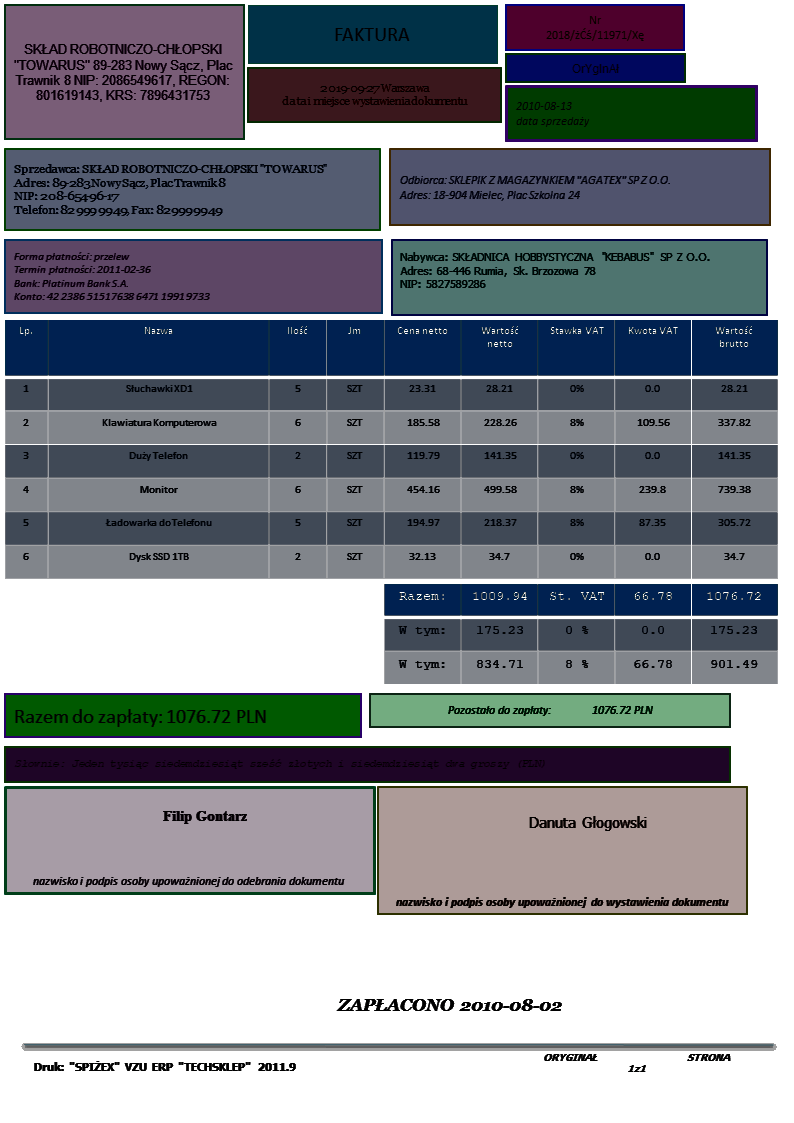 SKŁAD ROBOTNICZO-CHŁOPSKI
"TOWARUS" 89-283 Nowy Sącz, Plac
Trawnik 8 NIP: 2086549617, REGON:
801619143, KRS: 7896431753
FAKTURA
2019-09-27 Warszawa
data i miejsce wystawienia dokumentu
Nr
2018/zĆś/11971/Xę
OrYgInAł
2010-08-13
data sprzedaży
Sprzedawca: SKŁAD ROBOTNICZO-CHŁOPSKI "TOWARUS"
Adres: 89-283 Nowy Sącz, Plac Trawnik 8
NIP: 208-654-96-17
Telefon: 82 999 99 49, Fax: 82 999 99 49
Odbiorca: SKLEPIK Z MAGAZYNKIEM "AGATEX" SP Z O.O.
Adres: 18-904 Mielec, Plac Szkolna 24
Forma płatności: przelew
Termin płatności: 2011-02-36
Bank: Platinum Bank S.A.
Konto: 42 2386 5151 7638 6471 1991 9733
Nabywca: SKŁADNICA HOBBYSTYCZNA "KEBABUS" SP Z O.O.
Adres: 68-446 Rumia, Sk. Brzozowa 78
NIP: 5827589286
Lp. Nazwa Ilość Jm Cena netto Wartość netto Stawka VAT Kwota VAT Wartość brutto
1 Słuchawki XD1 5 SZT 23.31 28.21 0% 0.0 28.21
2 Klawiatura Komputerowa 6 SZT 185.58 228.26 8% 109.56 337.82
3 Duży Telefon 2 SZT 119.79 141.35 0% 0.0 141.35
4 Monitor 6 SZT 454.16 499.58 8% 239.8 739.38
5 Ładowarka do Telefonu 5 SZT 194.97 218.37 8% 87.35 305.72
6 Dysk SSD 1TB 2 SZT 32.13 34.7 0% 0.0 34.7
Razem: 1009.94 St. VAT 66.78 1076.72
W tym: 175.23 0 % 0.0 175.23
W tym: 834.71 8 % 66.78 901.49
Razem do zapłaty: 1076.72 PLN
Pozostało do zapłaty: 1076.72 PLN
Słownie: Jeden tysiąc siedemdziesiąt sześć złotych i siedemdziesiąt dwa groszy (PLN)
Filip Gontarz
nazwisko i podpis osoby upoważnionej do odebrania dokumentu
Danuta Głogowski
nazwisko i podpis osoby upoważnionej do wystawienia dokumentu
ZAPŁACONO 2010-08-02
Druk: "SPIŻEX" VZU ERP "TECHSKLEP" 2011.9
ORYGINAŁ STRONA
1z1